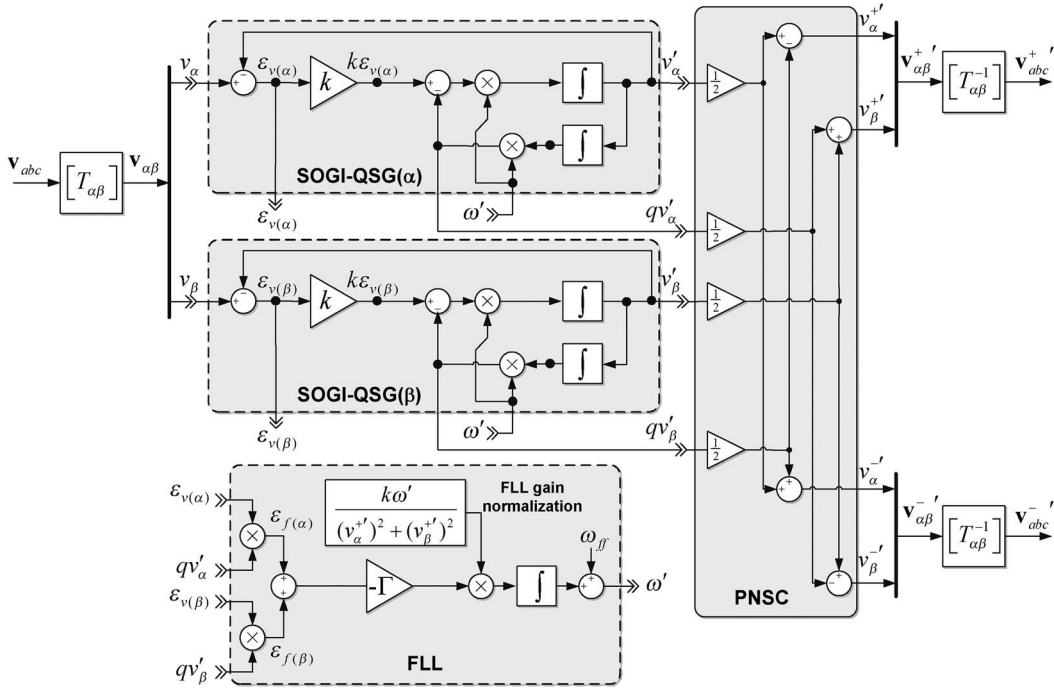 v_α ε_v(α) k kε_v(α) + − × ∫ v′_α ½
× ∫
SOGI-QSG(α)
ε_v(α) ω′ qv′_α ½
v_abc [T_αβ] v_αβ
v_β ε_v(β) k kε_v(β) + − × ∫ v′_β ½
× ∫
SOGI-QSG(β)
ε_v(β) ω′ qv′_β ½
PNSC
v_α^+′
v_β^+′
v_αβ^+′ [T_αβ^−1] v_abc^+′
v_α^−′
v_β^−′
v_αβ^−′ [T_αβ^−1] v_abc^−′
ε_v(α)
qv′_α
ε_v(β)
qv′_β
× ε_f(α)
× ε_f(β)
+ +
kω′
(v_α^+′)² + (v_β^+′)²
FLL gain
normalization
-Γ × ∫ + +
ω_ff
ω′
FLL